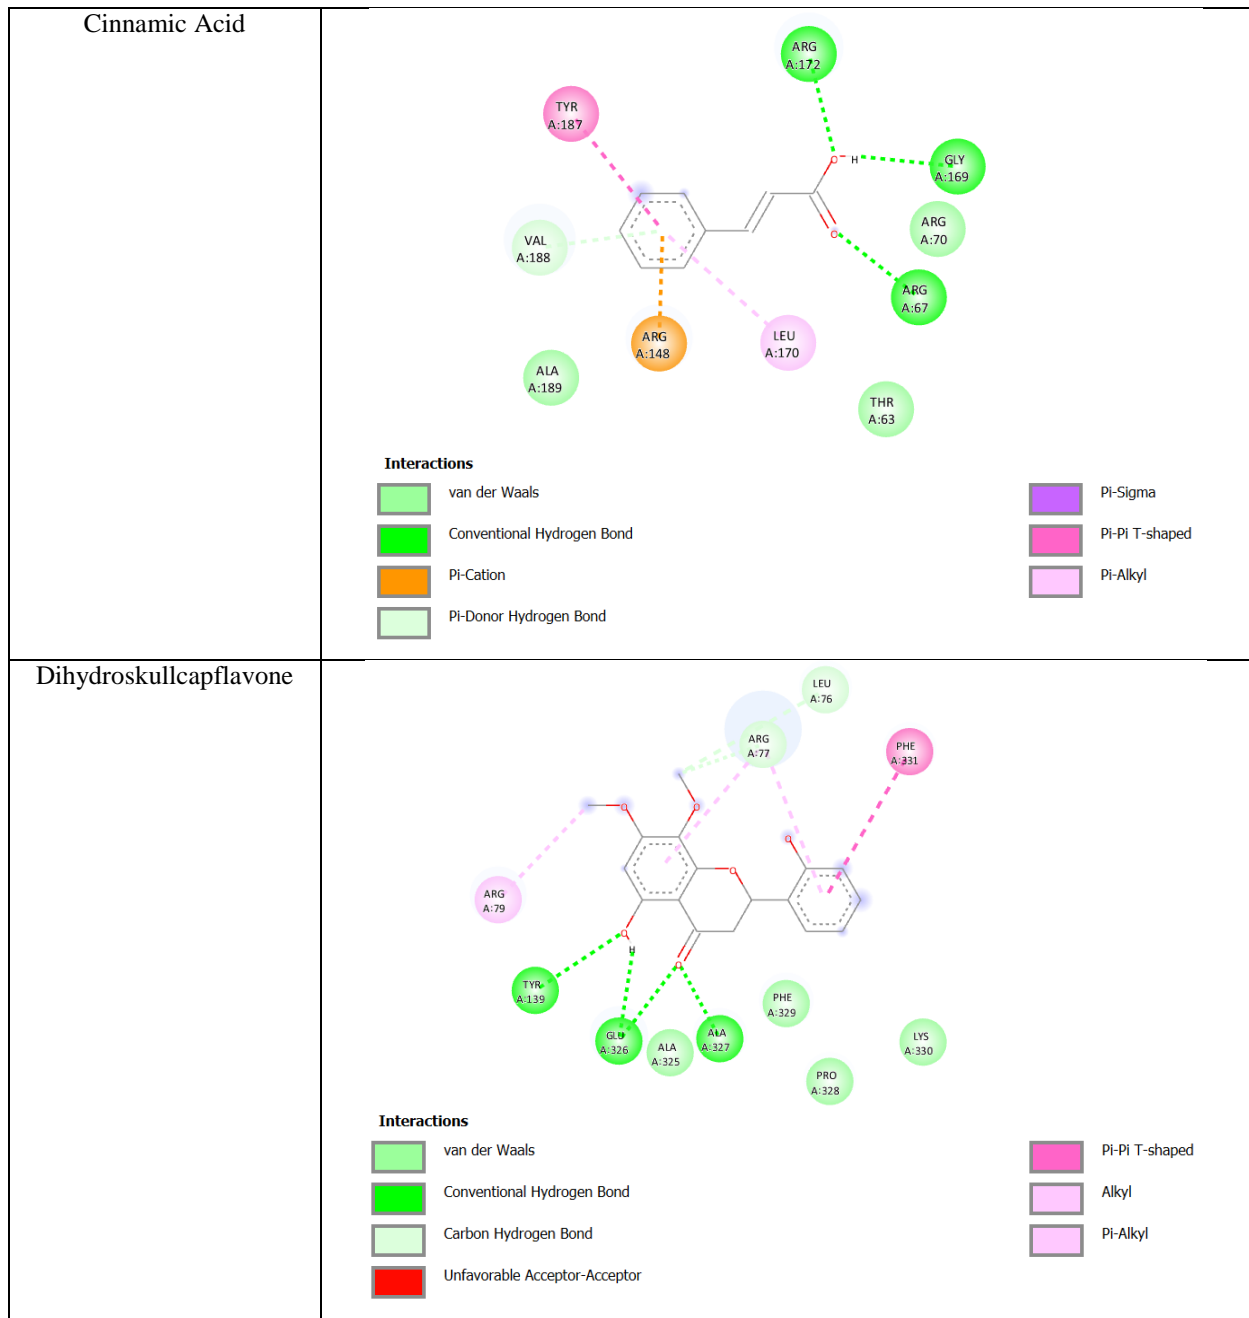 Cinnamic Acid
ARG
A:172
TYR
A:187
O⁻ H
GLY
A:169
ARG
A:70
O
VAL
A:188
ARG
A:67
ARG
A:148
LEU
A:170
ALA
A:189
THR
A:63
Interactions
van der Waals
Conventional Hydrogen Bond
Pi-Cation
Pi-Donor Hydrogen Bond
Pi-Sigma
Pi-Pi T-shaped
Pi-Alkyl
Dihydroskullcapflavone
LEU
A:76
ARG
A:77
PHE
A:331
O
O
O
O
ARG
A:79
O
H
O
TYR
A:139
PHE
A:329
GLU
A:326
ALA
A:325
ALA
A:327
LYS
A:330
PRO
A:328
Interactions
van der Waals
Conventional Hydrogen Bond
Carbon Hydrogen Bond
Unfavorable Acceptor-Acceptor
Pi-Pi T-shaped
Alkyl
Pi-Alkyl